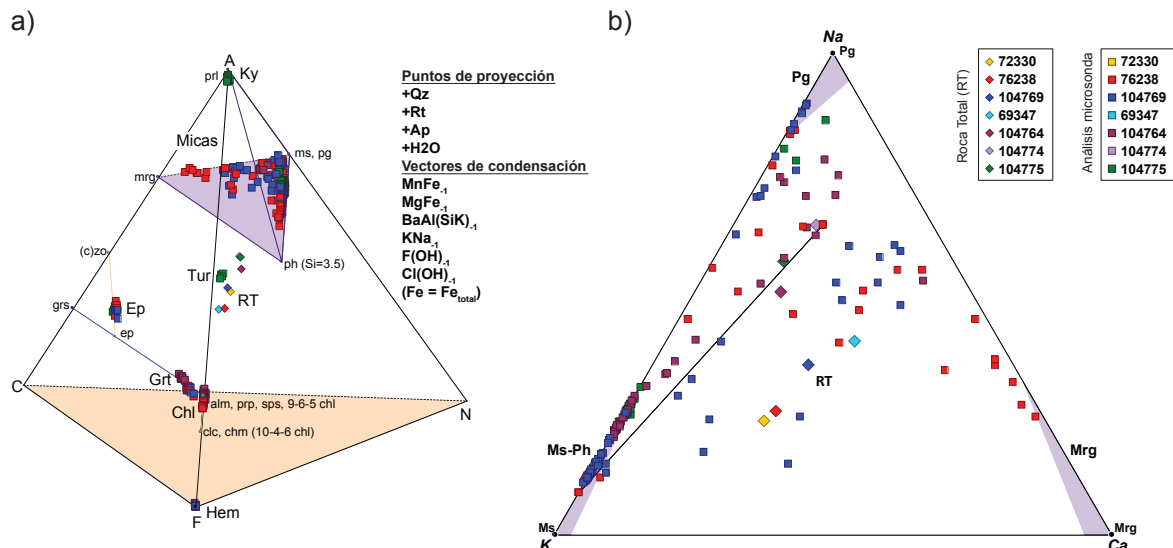 a)
A
prl
Ky
Micas
ms, pg
mrg
ph (Si=3.5)
(c)zo
Tur
RT
grs
Ep
ep
Grt
C
Chl
alm, prp, sps, 9-6-5 chl
N
clc, chm (10-4-6 chl)
Hem
F
Puntos de proyección
+Qz
+Rt
+Ap
+H2O
Vectores de condensación
MnFe-1
MgFe-1
BaAl(SiK)-1
KNa-1
F(OH)-1
Cl(OH)-1
(Fe = Fetotal)
b)
Na
Pg
Pg
RT
Ms-Ph
Mrg
Ms
K
Mrg
Ca
Roca Total (RT)
72330
76238
104769
69347
104764
104774
104775
Análisis microsonda
72330
76238
104769
69347
104764
104774
104775